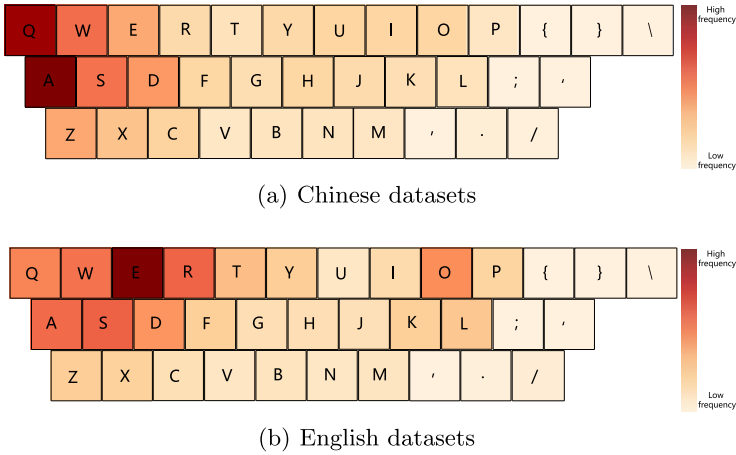 High
frequency
Q W E R T Y U I O P { } \
A S D F G H J K L ; ,
Z X C V B N M , . /
Low
frequency
(a) Chinese datasets
High
frequency
Q W E R T Y U I O P { } \
A S D F G H J K L ; ,
Z X C V B N M , . /
Low
frequency
(b) English datasets